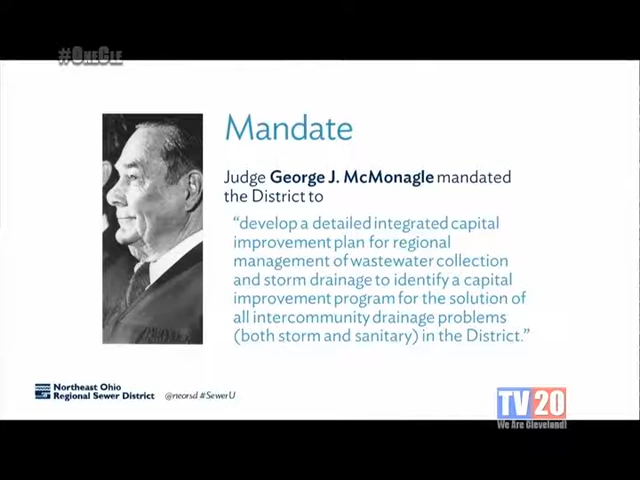 #ONECLE
Mandate
Judge George J. McMonagle mandated
the District to
“develop a detailed integrated capital
improvement plan for regional
management of wastewater collection
and storm drainage to identify a capital
improvement program for the solution of
all intercommunity drainage problems
(both storm and sanitary) in the District.”
Northeast Ohio
Regional Sewer District
@neorsd #SewerU
TV20
We Are Cleveland!